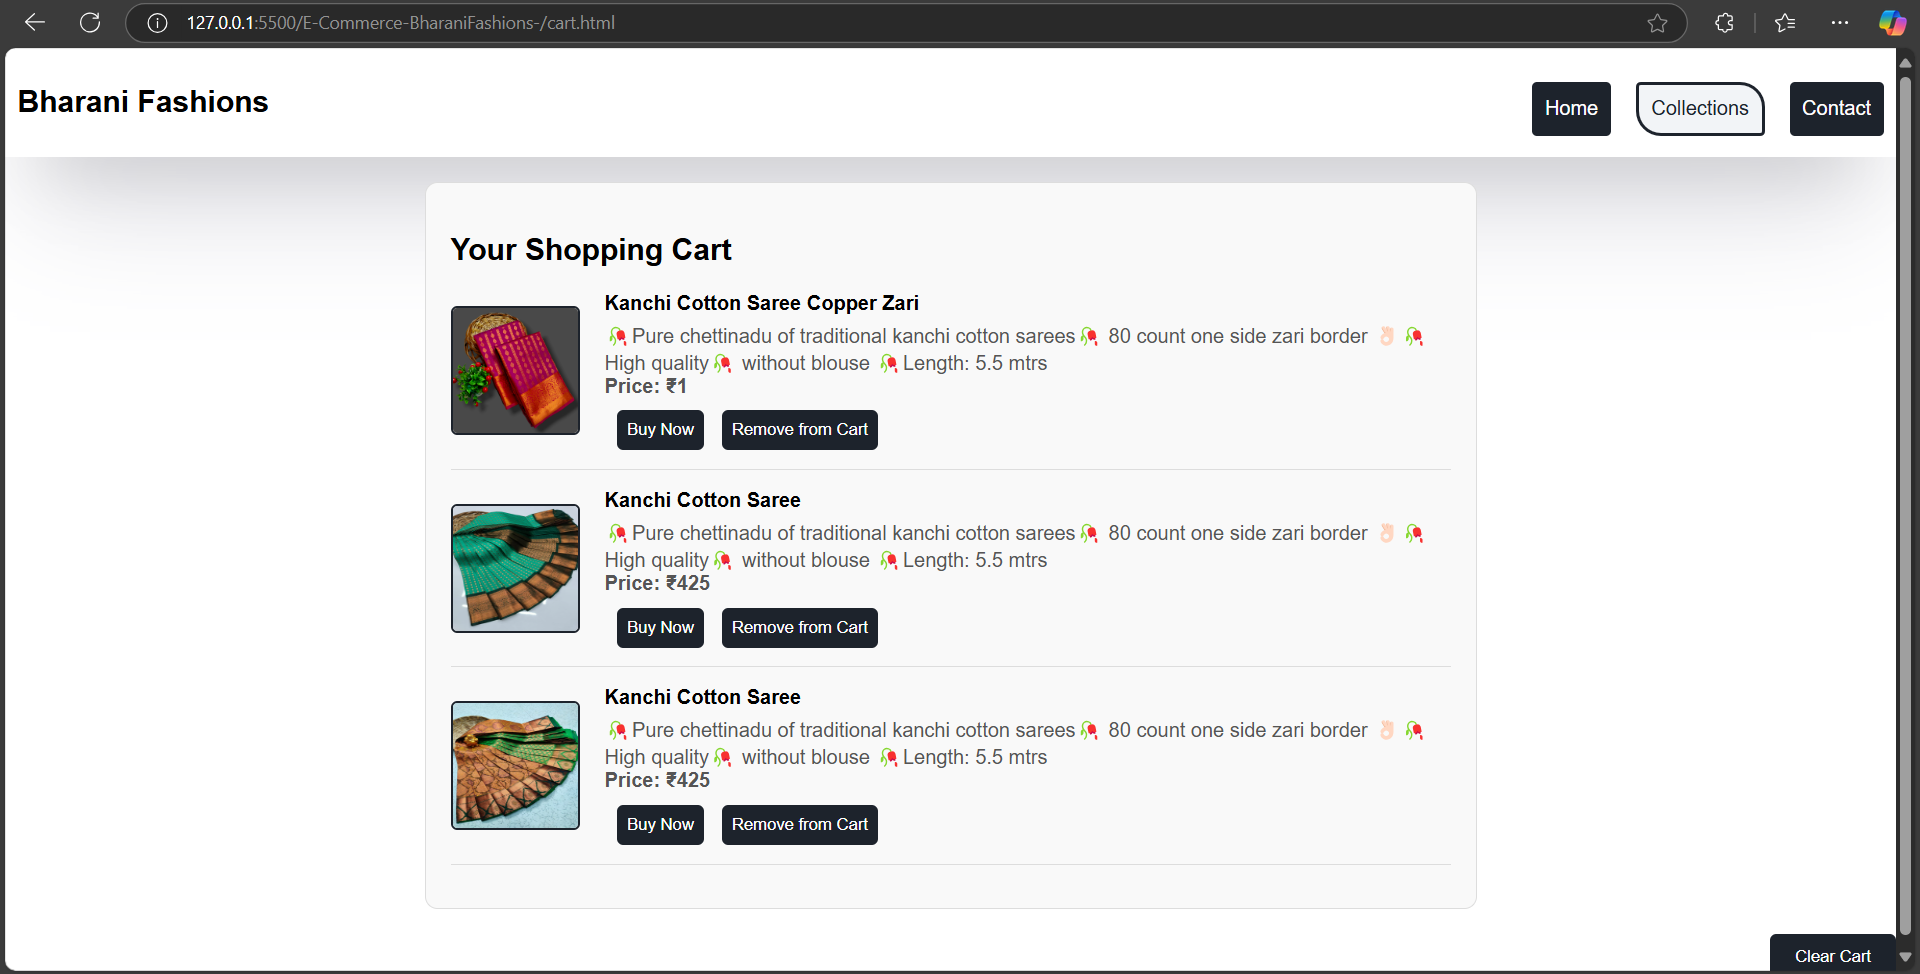 127.0.0.1:5500/E-Commerce-BharaniFashions-/cart.html
Bharani Fashions
Home
Collections
Contact
Your Shopping Cart
Kanchi Cotton Saree Copper Zari
🥀Pure chettinadu of traditional kanchi cotton sarees🥀 80 count one side zari border 👌🏻 🥀
High quality🥀 without blouse 🥀Length: 5.5 mtrs
Price: ₹1
Buy Now
Remove from Cart
Kanchi Cotton Saree
🥀Pure chettinadu of traditional kanchi cotton sarees🥀 80 count one side zari border 👌🏻 🥀
High quality🥀 without blouse 🥀Length: 5.5 mtrs
Price: ₹425
Buy Now
Remove from Cart
Kanchi Cotton Saree
🥀Pure chettinadu of traditional kanchi cotton sarees🥀 80 count one side zari border 👌🏻 🥀
High quality🥀 without blouse 🥀Length: 5.5 mtrs
Price: ₹425
Buy Now
Remove from Cart
Clear Cart